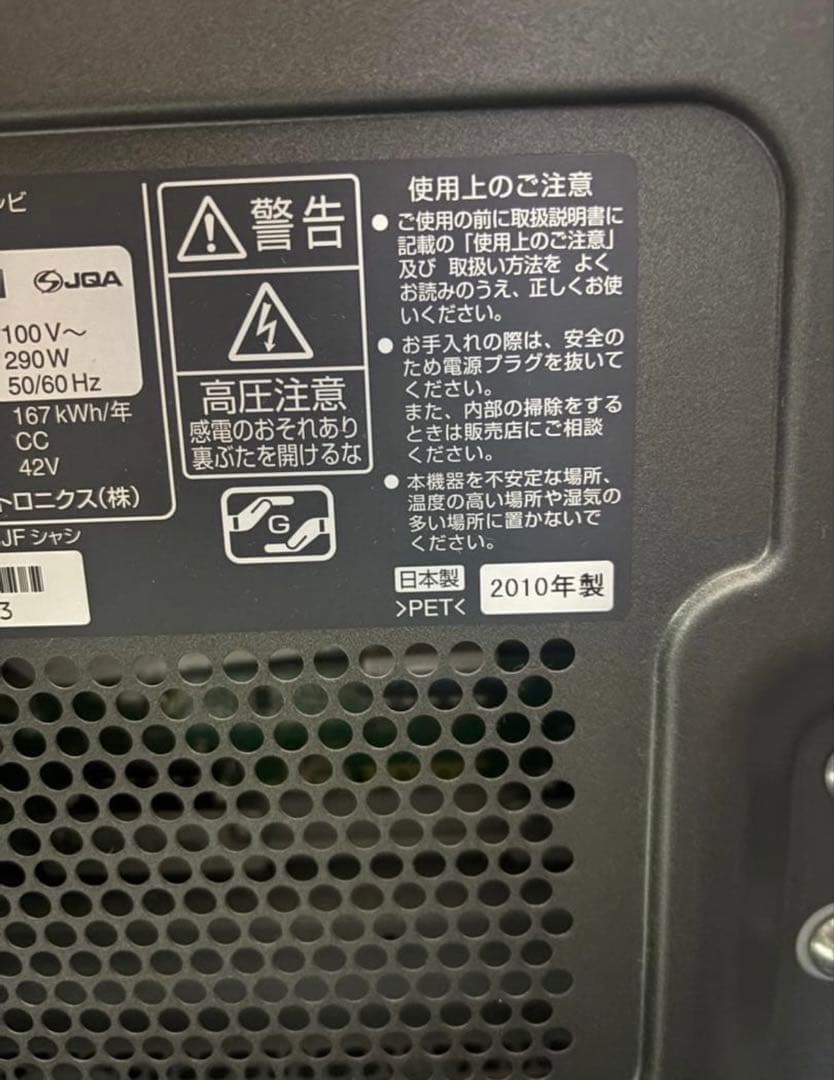 レビ
JQA
100V～
290W
50/60Hz
167kWh/年
CC
42V
トロニクス(株)
JFシャシ
3
警告
高圧注意
感電のおそれあり
裏ぶたを開けるな
G
使用上のご注意
● ご使用の前に取扱説明書に
記載の「使用上のご注意」
及び 取扱い方法を よく
お読みのうえ、正しくお使
いください。
● お手入れの際は、安全の
ため電源プラグを抜いて
ください。
また、内部の掃除をする
ときは販売店にご相談
ください。
● 本機器を不安定な場所、
温度の高い場所や湿気の
多い場所に置かないで
ください。
日本製
>PET<
2010年製